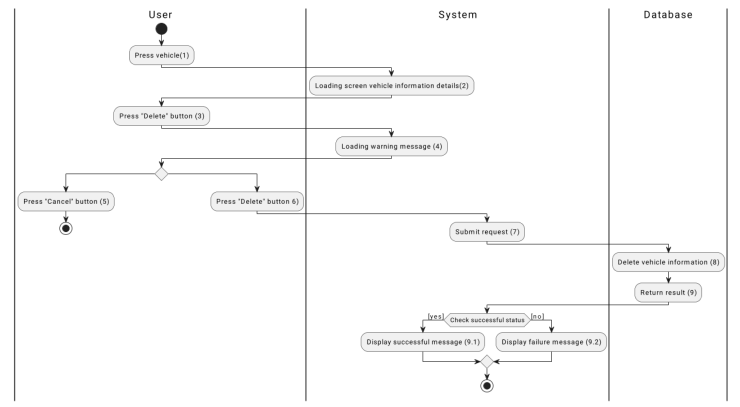 User
System
Database
Press vehicle(1)
Loading screen vehicle information details(2)
Press "Delete" button (3)
Loading warning message (4)
Press "Cancel" button (5)
Press "Delete" button 6)
Submit request (7)
Delete vehicle information (8)
Return result (9)
[yes]
Check successful status
[no]
Display successful message (9.1)
Display failure message (9.2)